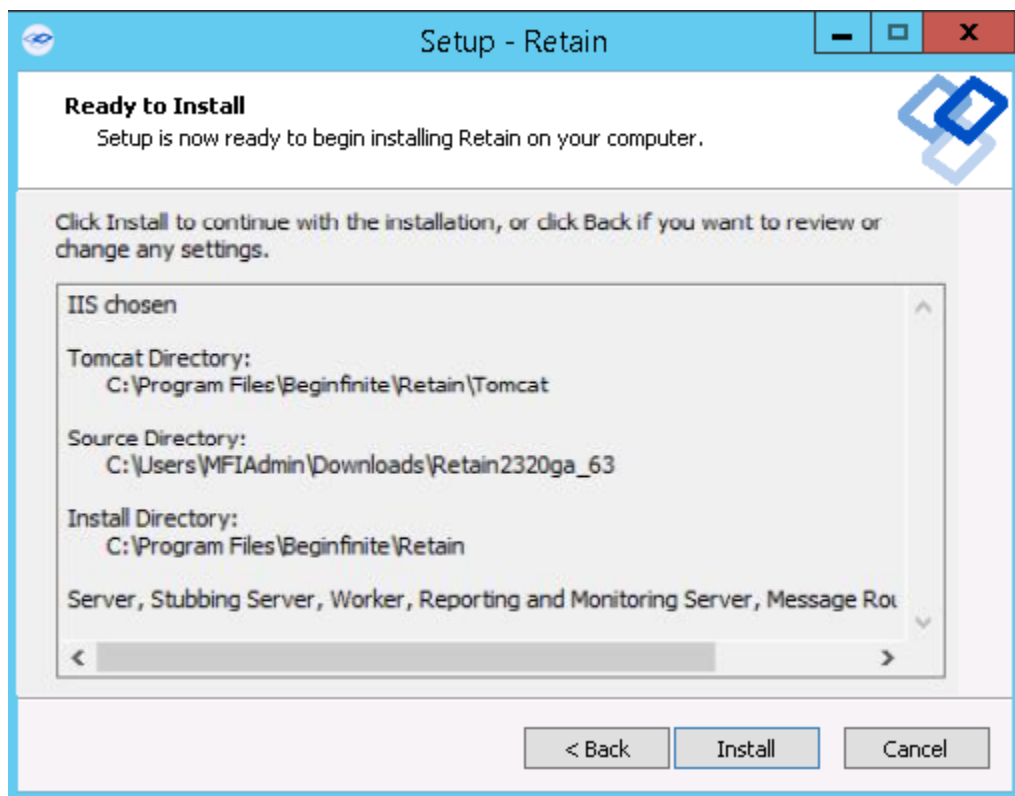 Setup - Retain
Ready to Install
Setup is now ready to begin installing Retain on your computer.
Click Install to continue with the installation, or click Back if you want to review or
change any settings.
IIS chosen
Tomcat Directory:
C:\Program Files\Beginfinite\Retain\Tomcat
Source Directory:
C:\Users\MFIAdmin\Downloads\Retain2320ga_63
Install Directory:
C:\Program Files\Beginfinite\Retain
Server, Stubbing Server, Worker, Reporting and Monitoring Server, Message
< Back
Install
Cancel